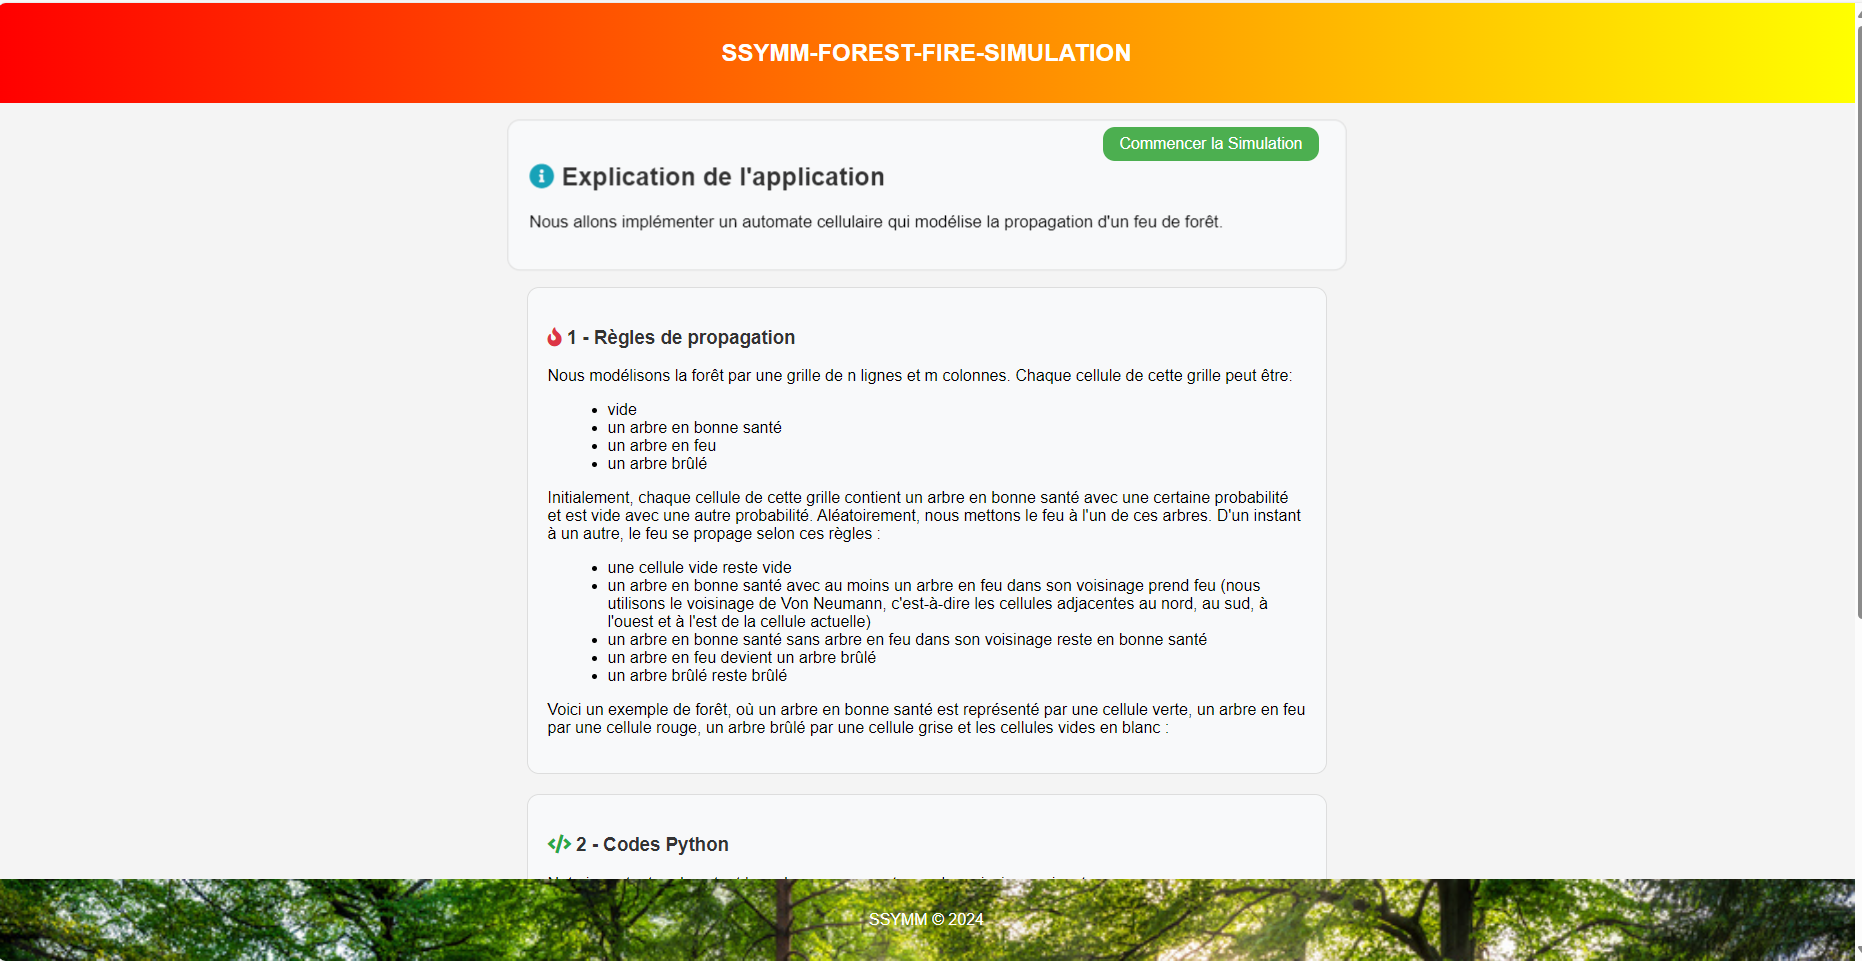 SSYMM-FOREST-FIRE-SIMULATION
Commencer la Simulation
Explication de l'application
Nous allons implémenter un automate cellulaire qui modélise la propagation d'un feu de forêt.
1 - Règles de propagation
Nous modélisons la forêt par une grille de n lignes et m colonnes. Chaque cellule de cette grille peut être:
• vide
• un arbre en bonne santé
• un arbre en feu
• un arbre brûlé
Initialement, chaque cellule de cette grille contient un arbre en bonne santé avec une certaine probabilité
et est vide avec une autre probabilité. Aléatoirement, nous mettons le feu à l'un de ces arbres. D'un instant
à un autre, le feu se propage selon ces règles :
• une cellule vide reste vide
• un arbre en bonne santé avec au moins un arbre en feu dans son voisinage prend feu (nous
utilisons le voisinage de Von Neumann, c'est-à-dire les cellules adjacentes au nord, au sud, à
l'ouest et à l'est de la cellule actuelle)
• un arbre en bonne santé sans arbre en feu dans son voisinage reste en bonne santé
• un arbre en feu devient un arbre brûlé
• un arbre brûlé reste brûlé
Voici un exemple de forêt, où un arbre en bonne santé est représenté par une cellule verte, un arbre en feu
par une cellule rouge, un arbre brûlé par une cellule grise et les cellules vides en blanc :
</> 2 - Codes Python
SSYMM © 2024